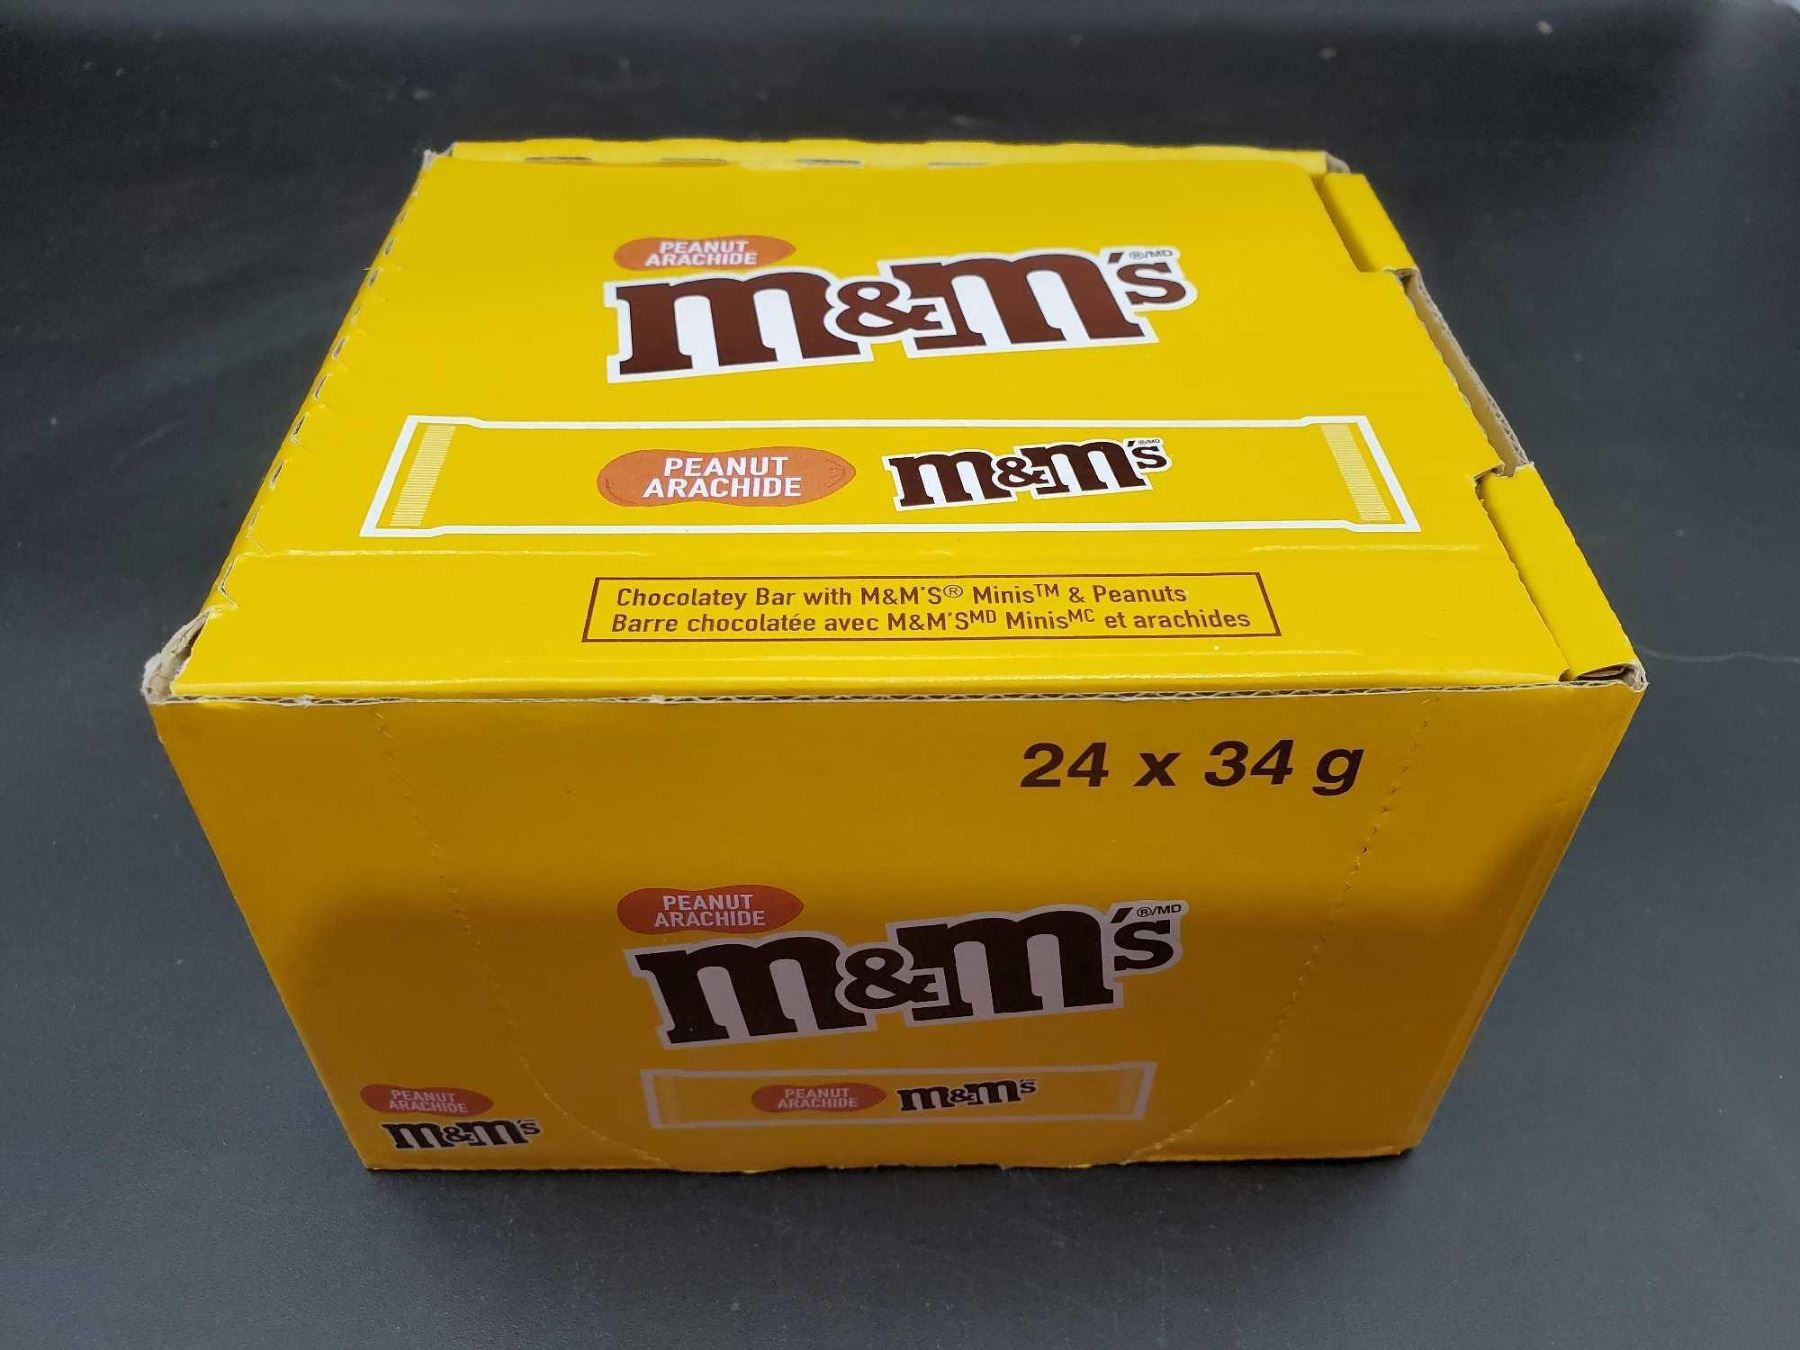 PEANUT
ARACHIDE
m&m's®/MD
PEANUT
ARACHIDE
m&m's®/MD
Chocolatey Bar with M&M'S® Minis™ & Peanuts
Barre chocolatée avec M&M'Sᴹᴰ Minisᴹᶜ et arachides
24 x 34 g
PEANUT
ARACHIDE
m&m's®/MD
PEANUT
ARACHIDE
m&m's
PEANUT
ARACHIDE
m&m's